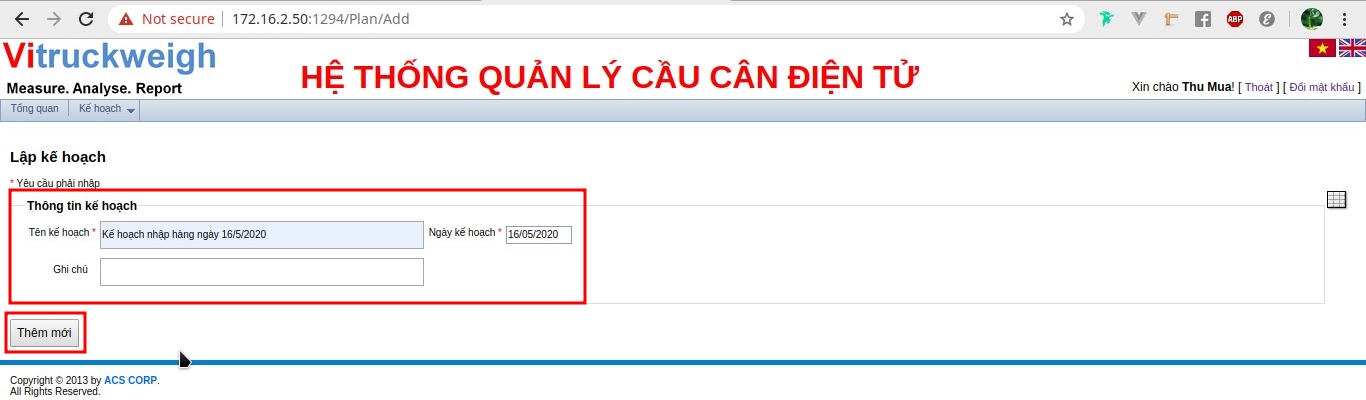 Not secure 172.16.2.50:1294/Plan/Add
ABP
Vitruckweigh
HỆ THỐNG QUẢN LÝ CẦU CÂN ĐIỆN TỬ
Measure. Analyse. Report
Xin chào Thu Mua! [ Thoát ] [ Đổi mật khẩu ]
Tổng quan Kế hoạch
Lập kế hoạch
* Yêu cầu phải nhập
Thông tin kế hoạch
Tên kế hoạch * Kế hoạch nhập hàng ngày 16/5/2020 Ngày kế hoạch * 16/05/2020
Ghi chú
Thêm mới
Copyright © 2013 by ACS CORP.
All Rights Reserved.